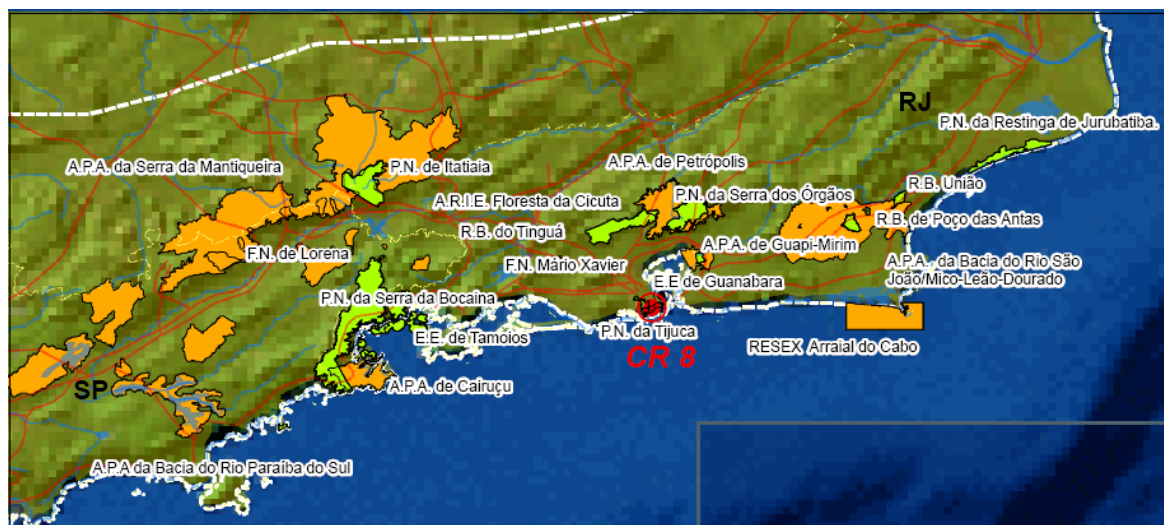 RJ
P.N. da Restinga de Jurubatiba.
A.P.A. da Serra da Mantiqueira
P.N. de Itatiaia
A.P.A. de Petrópolis
R.B. União
A.R.I.E. Floresta da Cicuta
P.N. da Serra dos Órgãos
R.B. de Poço das Antas
R.B. do Tinguá
F.N. de Lorena
F.N. Mário Xavier
A.P.A. de Guapi-Mirim
A.P.A. da Bacia do Rio São
João/Mico-Leão-Dourado
E.E de Guanabara
P.N. da Serra da Bocaina
E.E. de Tamoios
P.N. da Tijuca
CR 8
RESEX Arraial do Cabo
SP
A.P.A. de Cairuçu
A.P.A da Bacia do Rio Paraíba do Sul